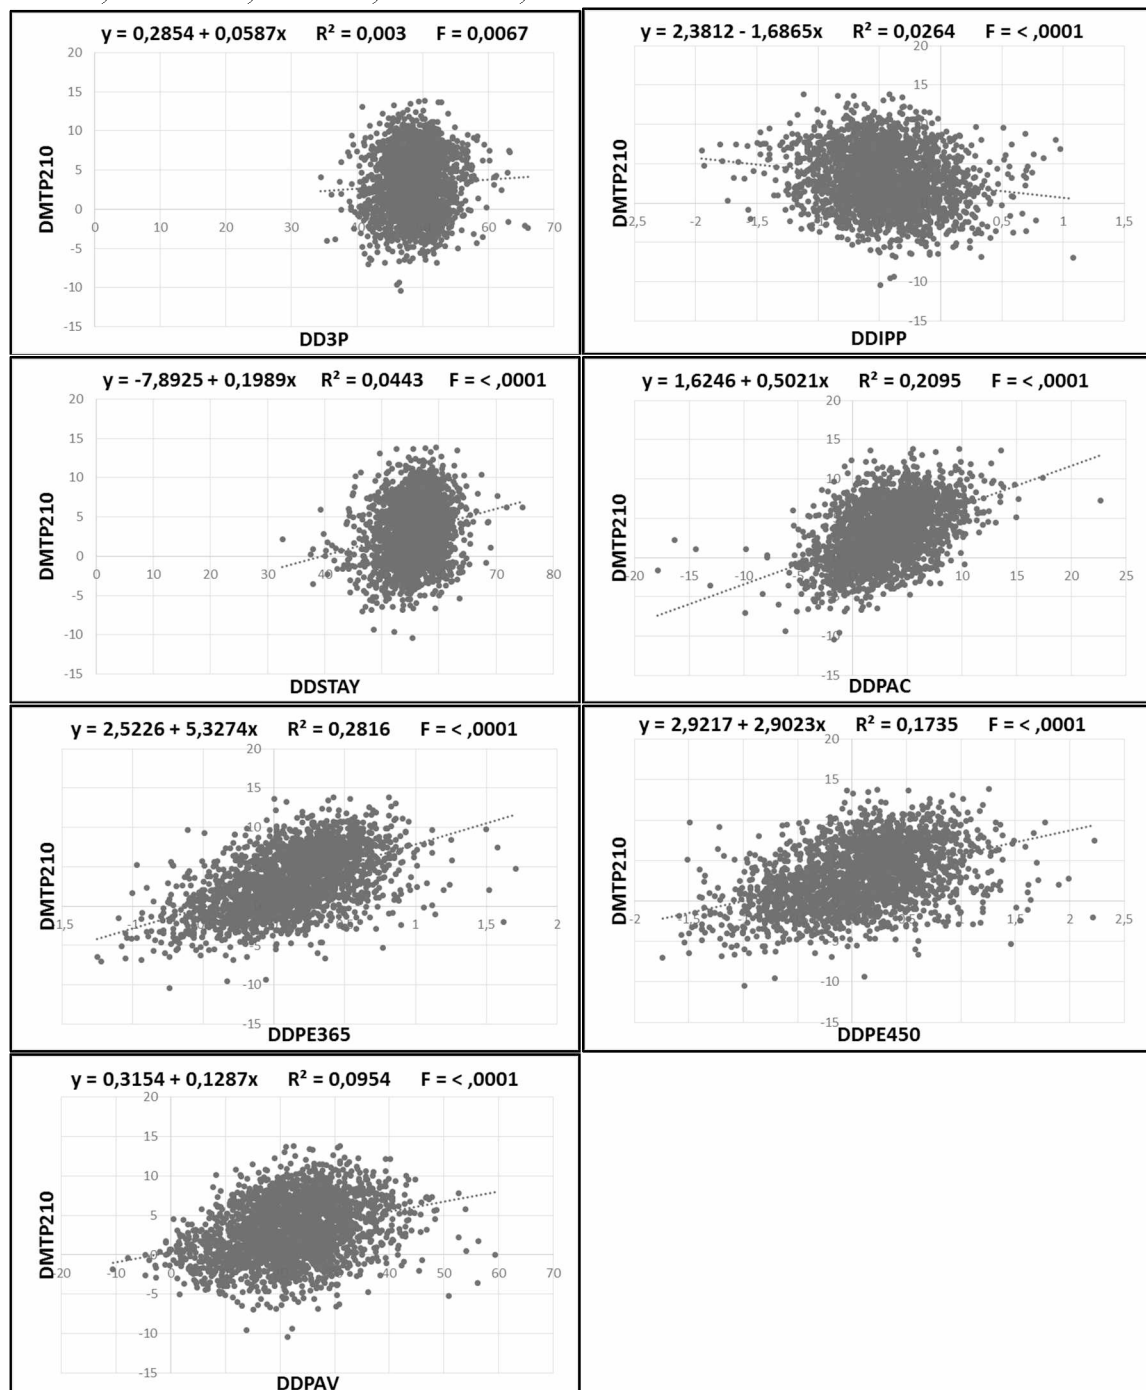 y = 0,2854 + 0,0587x R² = 0,003 F = 0,0067
20
15
10
5
0
-5
-10
-15
0 10 20 30 40 50 60 70
DMTP210
DD3P
y = 2,3812 - 1,6865x R² = 0,0264 F = < ,0001
20
15
-10
-15
-2 -1,5 0,5 1 1,5
DMTP210
DDIPP
y = -7,8925 + 0,1989x R² = 0,0443 F = < ,0001
20
15
10
5
0
-5
-10
-15
0 10 20 30 40 70 80
DMTP210
DDSTAY
y = 1,6246 + 0,5021x R² = 0,2095 F = < ,0001
20
15
-10
-15
-20 -15 -10 10 15 20 25
DMTP210
DDPAC
y = 2,5226 + 5,3274x R² = 0,2816 F = < ,0001
20
15
10
-5
-10
-15
1 1,5 2
DMTP210
DDPE365
y = 2,9217 + 2,9023x R² = 0,1735 F = < ,0001
20
15
-10
-15
-2 1,5 2 2,5
DMTP210
DDPE450
y = 0,3154 + 0,1287x R² = 0,0954 F = < ,0001
20
15
10
5
0
-5
-10
-15
-10 0 50 60 70
DMTP210
DDPAV